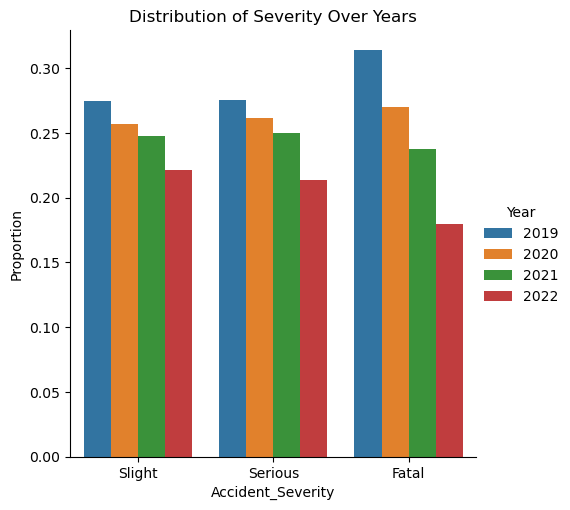 Distribution of Severity Over Years
Proportion
0.30
0.25
0.20
0.15
0.10
0.05
0.00
Slight Serious Fatal
Accident_Severity
Year
2019
2020
2021
2022